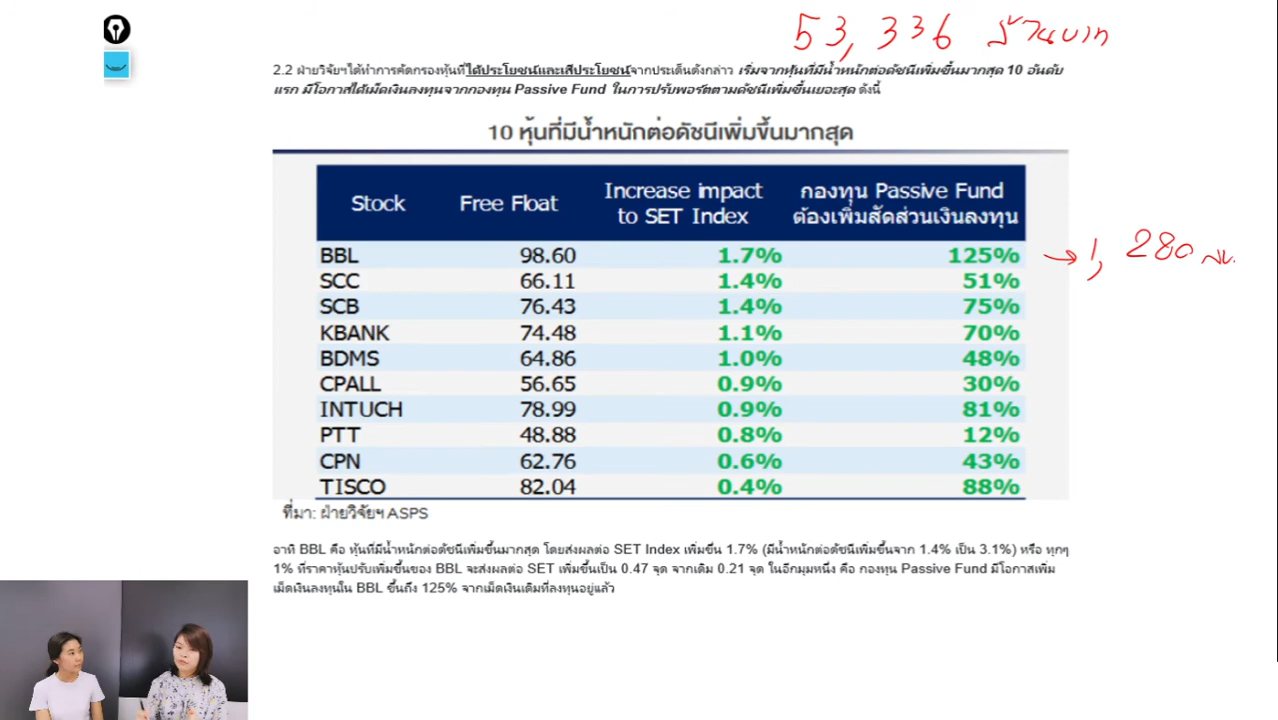 53,336 ล้านบาท
2.2 ฝ่ายวิจัยฯได้ทำการคัดกรองหุ้นที่ได้ประโยชน์และเสียประโยชน์จากประเด็นดังกล่าว เริ่มจากหุ้นที่มีน้ำหนักต่อดัชนีเพิ่มขึ้นมากสุด 10 อันดับ
แรก มีโอกาสได้เม็ดเงินลงทุนจากกองทุน Passive Fund ในการปรับพอร์ตตามดัชนีเพิ่มขึ้นเยอะสุด ดังนี้
10 หุ้นที่มีน้ำหนักต่อดัชนีเพิ่มขึ้นมากสุด
Stock Free Float Increase impact to SET Index กองทุน Passive Fund ต้องเพิ่มสัดส่วนเงินลงทุน
BBL 98.60 1.7% 125% → 1,280 ลบ.
SCC 66.11 1.4% 51%
SCB 76.43 1.4% 75%
KBANK 74.48 1.1% 70%
BDMS 64.86 1.0% 48%
CPALL 56.65 0.9% 30%
INTUCH 78.99 0.9% 81%
PTT 48.88 0.8% 12%
CPN 62.76 0.6% 43%
TISCO 82.04 0.4% 88%
ที่มา: ฝ่ายวิจัยฯ ASPS
อาทิ BBL คือ หุ้นที่มีน้ำหนักต่อดัชนีเพิ่มขึ้นมากสุด โดยส่งผลต่อ SET Index เพิ่มขึ้น 1.7% (มีน้ำหนักต่อดัชนีเพิ่มขึ้นจาก 1.4% เป็น 3.1%) หรือ ทุกๆ
1% ที่ราคาหุ้นปรับเพิ่มขึ้นของ BBL จะส่งผลต่อ SET เพิ่มขึ้นเป็น 0.47 จุด จากเดิม 0.21 จุด ในอีกมุมหนึ่ง คือ กองทุน Passive Fund มีโอกาสเพิ่ม
เม็ดเงินลงทุนใน BBL ขึ้นถึง 125% จากเม็ดเงินเดิมที่ลงทุนอยู่แล้ว